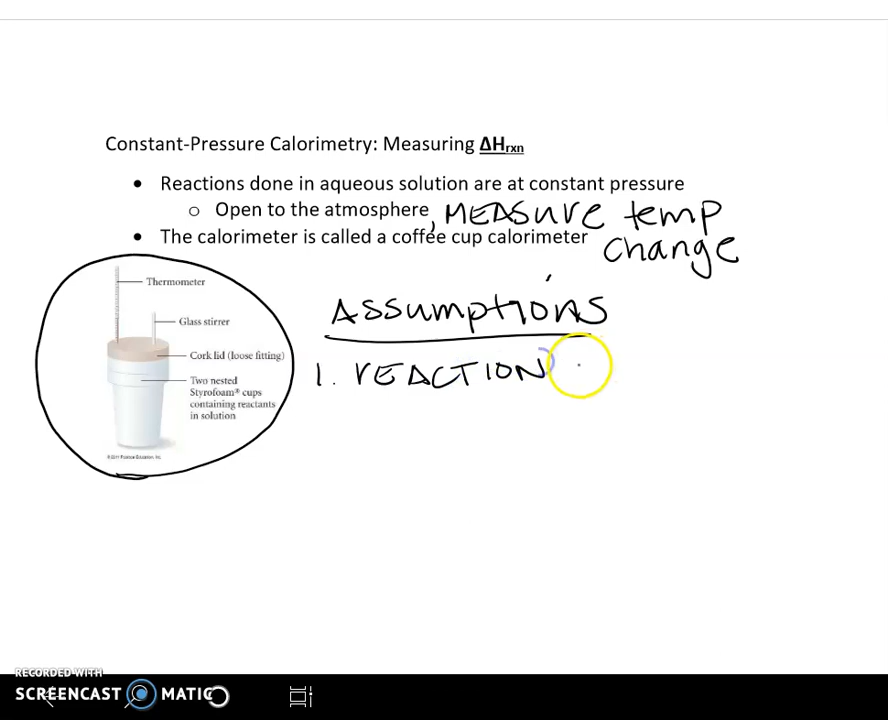 Constant-Pressure Calorimetry: Measuring ΔHrxn
• Reactions done in aqueous solution are at constant pressure
o Open to the atmosphere, MEASURE temp change
• The calorimeter is called a coffee cup calorimeter
Thermometer
Glass stirrer
Cork lid (loose fitting)
Two nested
Styrofoam® cups
containing reactants
in solution
Assumptions
1. REACTION
RECORDED WITH
SCREENCAST MATIC